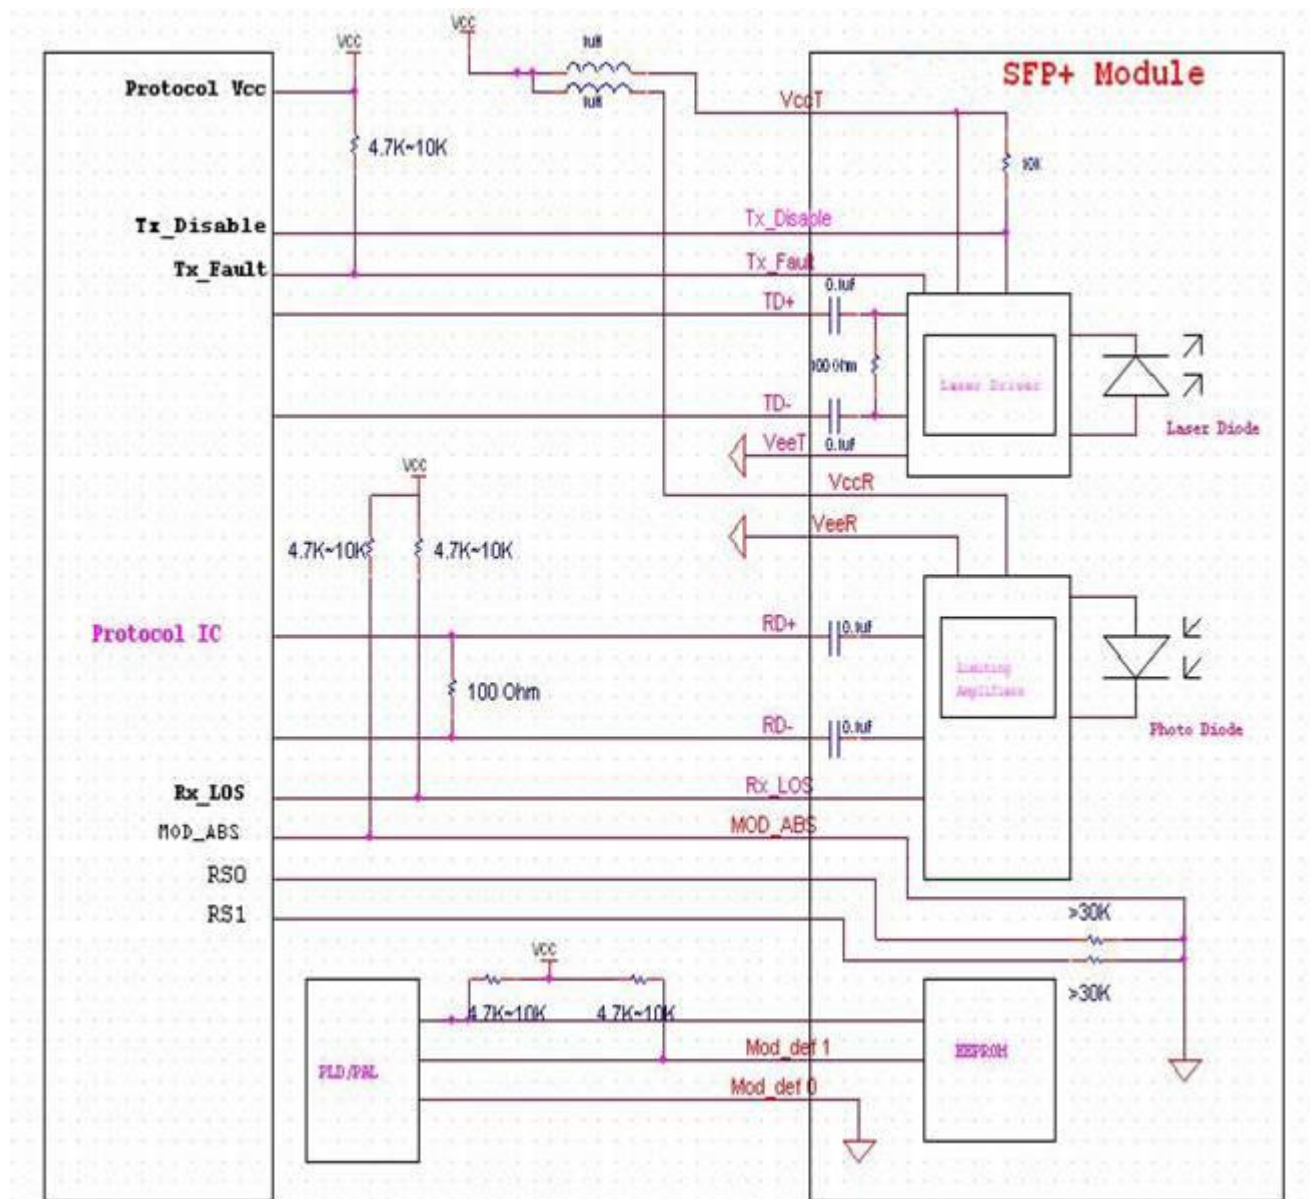 VCC
VCC
1uH
1uH
SFP+ Module
Protocol Vcc
VccT
4.7K~10K
10K
Tx_Disable
Tx_Disable
Tx_Fault
Tx_Fault
0.1uf
TD+
100 Ohm
Laser Driver
TD-
Laser Diode
VeeT
0.1uf
VCC
VccR
VeeR
4.7K~10K
4.7K~10K
Protocol IC
RD+
0.1uf
Limiting
Amplifiers
100 Ohm
RD-
0.1uf
Photo Diode
Rx_LOS
Rx_LOS
MOD_ABS
MOD_ABS
RS0
RS1
>30K
VCC
>30K
4.7K~10K
4.7K~10K
Mod_def 1
EEPROM
PLD/PAL
Mod_def 0